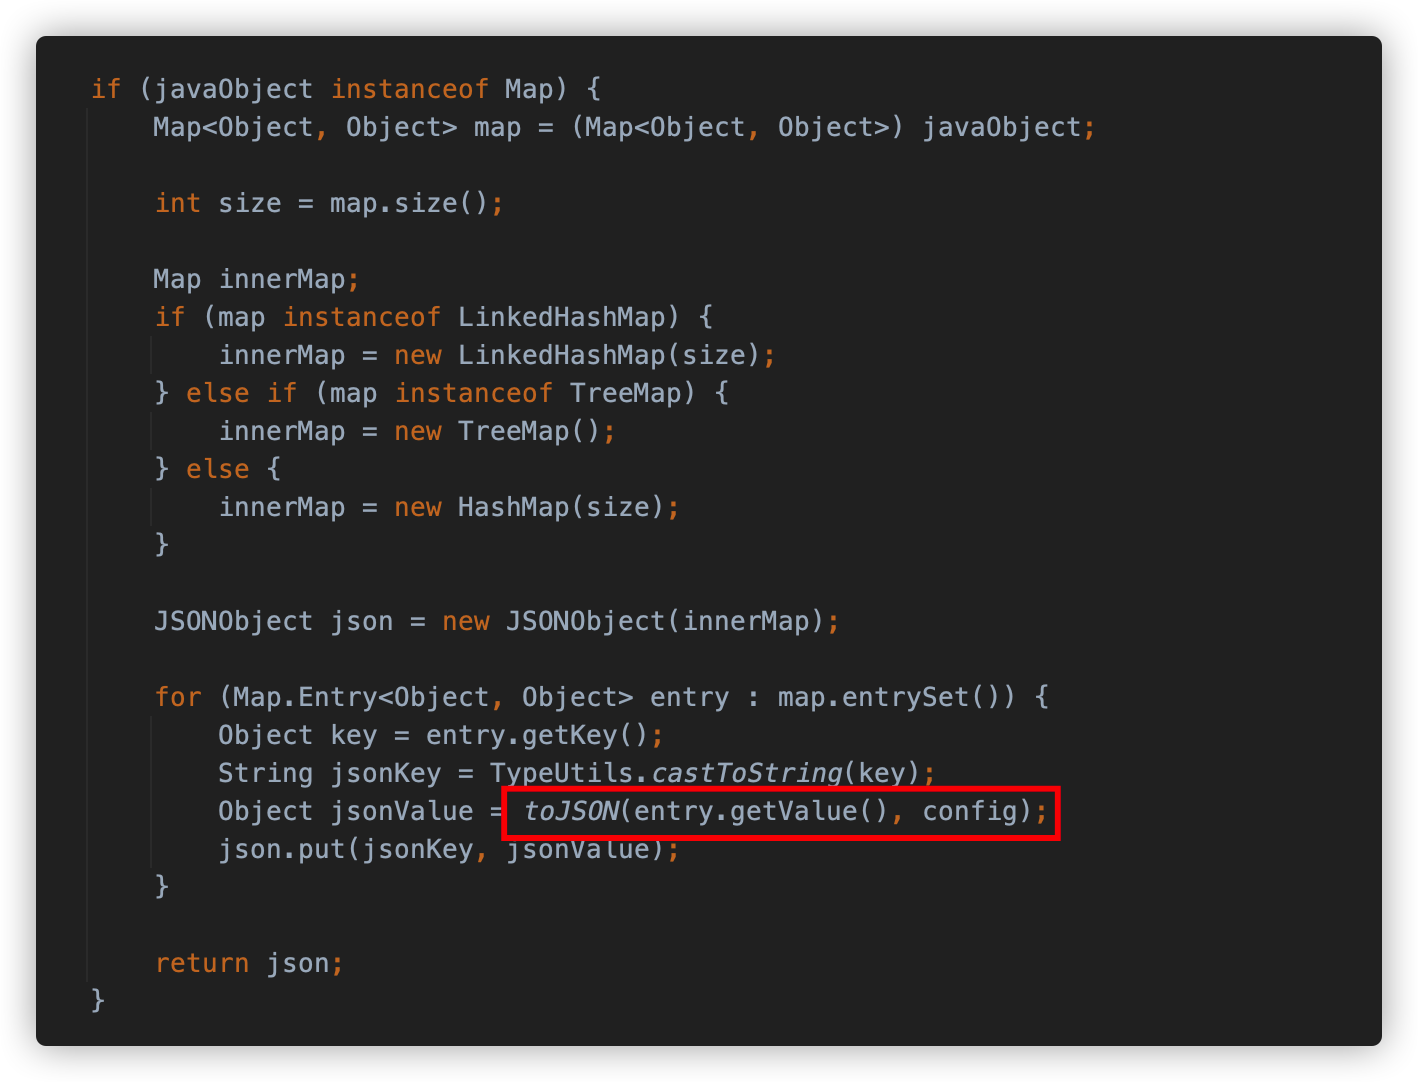 if (javaObject instanceof Map) {
    Map<Object, Object> map = (Map<Object, Object>) javaObject;
    int size = map.size();
    Map innerMap;
    if (map instanceof LinkedHashMap) {
        innerMap = new LinkedHashMap(size);
    } else if (map instanceof TreeMap) {
        innerMap = new TreeMap();
    } else {
        innerMap = new HashMap(size);
    }
    JSONObject json = new JSONObject(innerMap);
    for (Map.Entry<Object, Object> entry : map.entrySet()) {
        Object key = entry.getKey();
        String jsonKey = TypeUtils.castToString(key);
        Object jsonValue = toJSON(entry.getValue(), config);
        json.put(jsonKey, jsonValue);
    }
    return json;
}